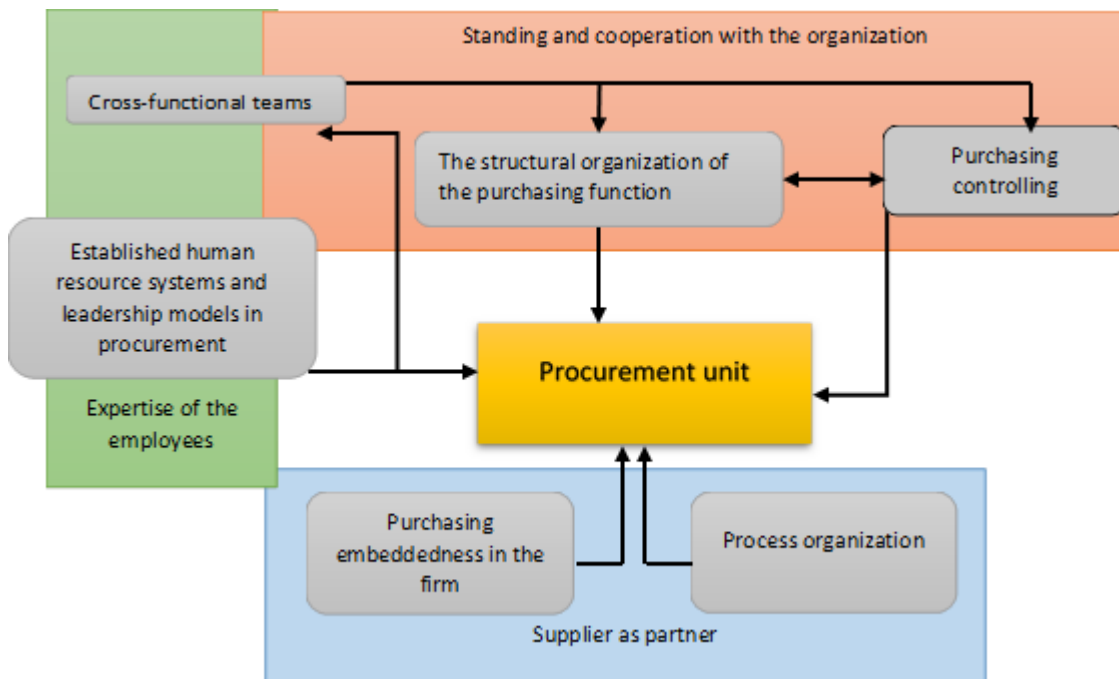 Standing and cooperation with the organization
Cross-functional teams
The structural organization of
the purchasing function
Purchasing
controlling
Established human
resource systems and
leadership models in
procurement
Procurement unit
Expertise of the
employees
Purchasing
embeddedness in the
firm
Process organization
Supplier as partner